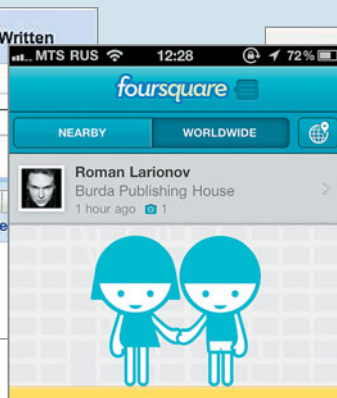 Written
MTS RUS 12:28 72%
foursquare
NEARBY WORLDWIDE
Roman Larionov
Burda Publishing House
1 hour ago 1
e